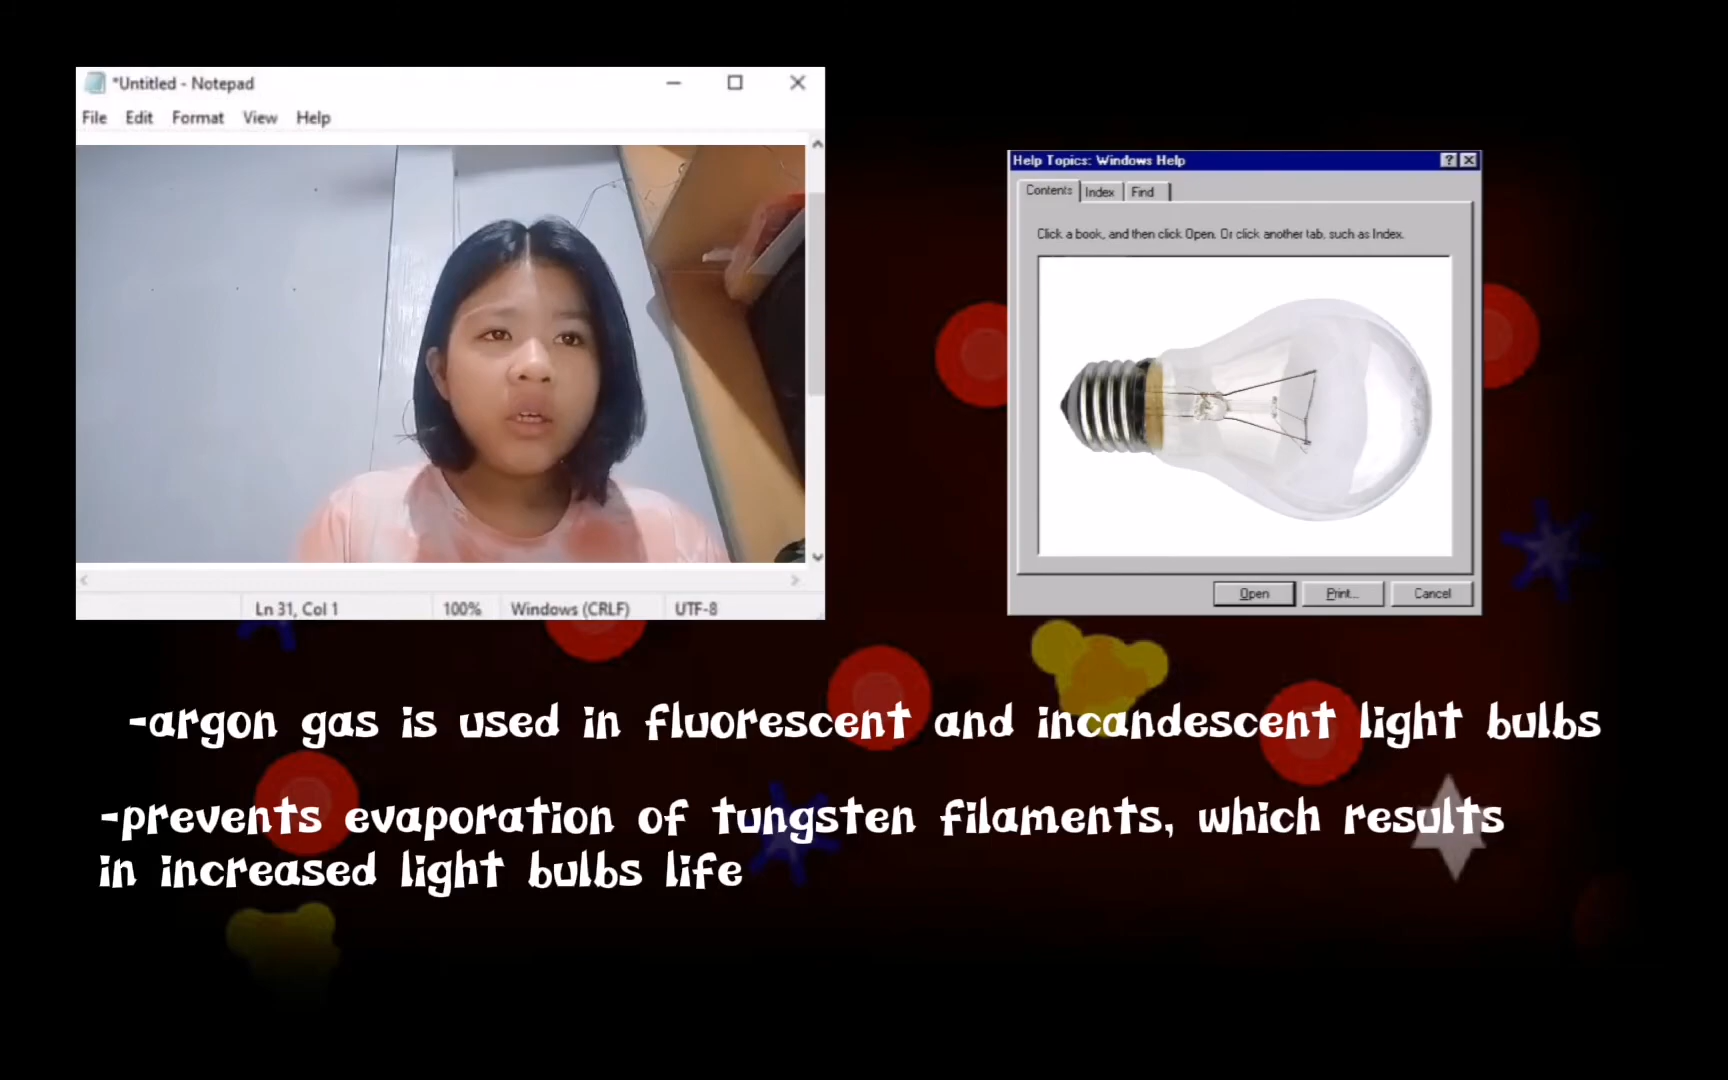 *Untitled - Notepad
File Edit Format View Help
Ln 31, Col 1 100% Windows (CRLF) UTF-8
Help Topics: Windows Help
Contents Index Find
Click a book, and then click Open. Or click another tab, such as Index.
Open Print... Cancel
-argon gas is used in fluorescent and incandescent light bulbs
-prevents evaporation of tungsten filaments, which results
in increased light bulbs life